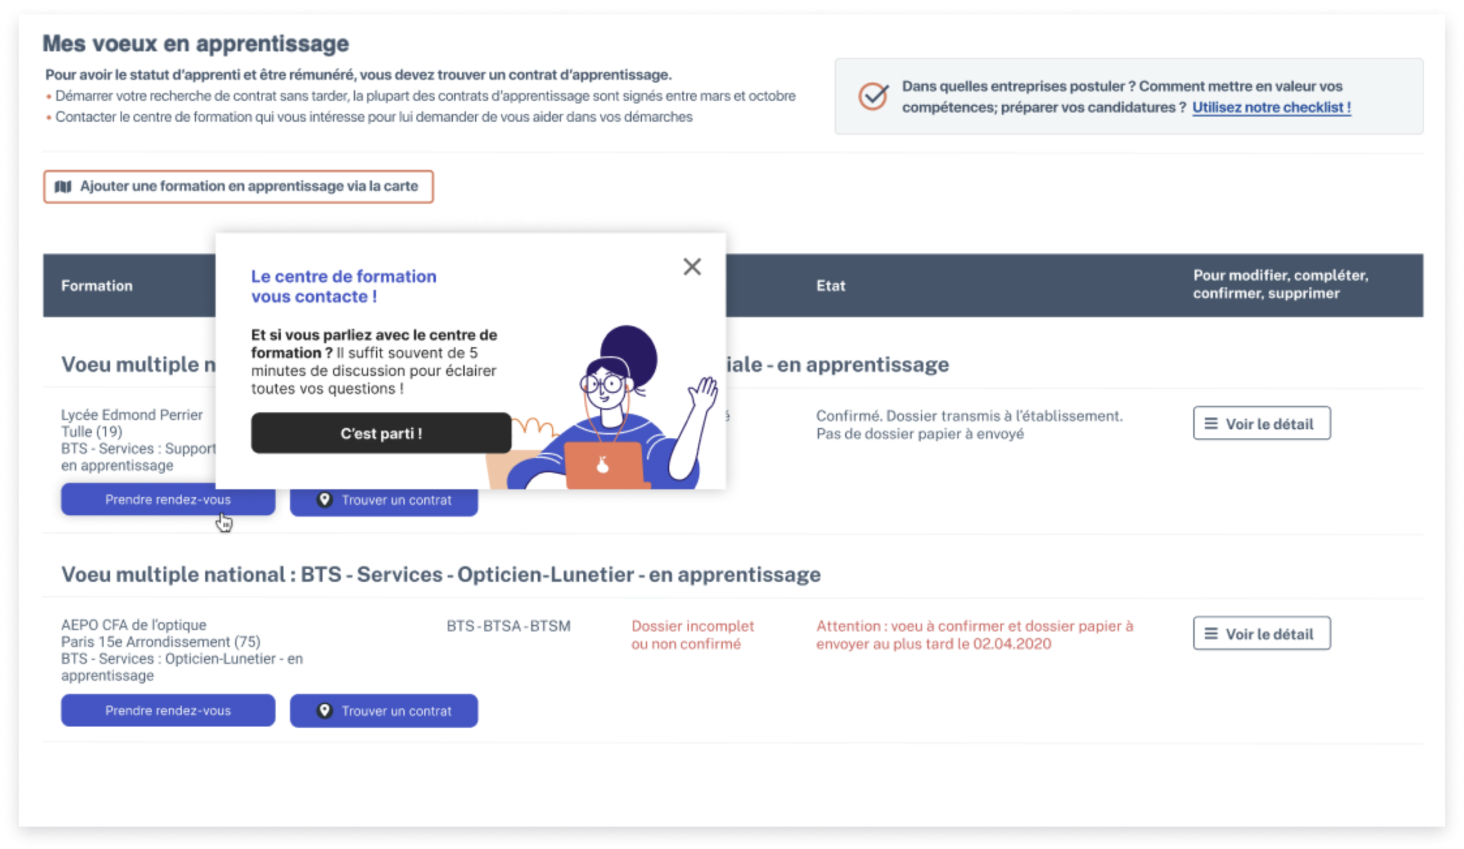 Mes voeux en apprentissage
Pour avoir le statut d'apprenti et être rémunéré, vous devez trouver un contrat d'apprentissage.
• Démarrer votre recherche de contrat sans tarder, la plupart des contrats d'apprentissage sont signés entre mars et octobre
• Contacter le centre de formation qui vous intéresse pour lui demander de vous aider dans vos démarches
Dans quelles entreprises postuler ? Comment mettre en valeur vos
compétences; préparer vos candidatures ? Utilisez notre checklist !
Ajouter une formation en apprentissage via la carte
Formation
Etat
Pour modifier, compléter,
confirmer, supprimer
Le centre de formation
vous contacte !
Et si vous parliez avec le centre de
formation ? Il suffit souvent de 5
minutes de discussion pour éclairer
toutes vos questions !
C'est parti !
Voeu multiple n
iale - en apprentissage
Lycée Edmond Perrier
Tulle (19)
BTS - Services : Support
en apprentissage
Confirmé. Dossier transmis à l'établissement.
Pas de dossier papier à envoyé
Voir le détail
Prendre rendez-vous
Trouver un contrat
Voeu multiple national : BTS - Services - Opticien-Lunetier - en apprentissage
AEPO CFA de l'optique
Paris 15e Arrondissement (75)
BTS - Services : Opticien-Lunetier - en
apprentissage
BTS - BTSA - BTSM
Dossier incomplet
ou non confirmé
Attention : voeu à confirmer et dossier papier à
envoyer au plus tard le 02.04.2020
Voir le détail
Prendre rendez-vous
Trouver un contrat